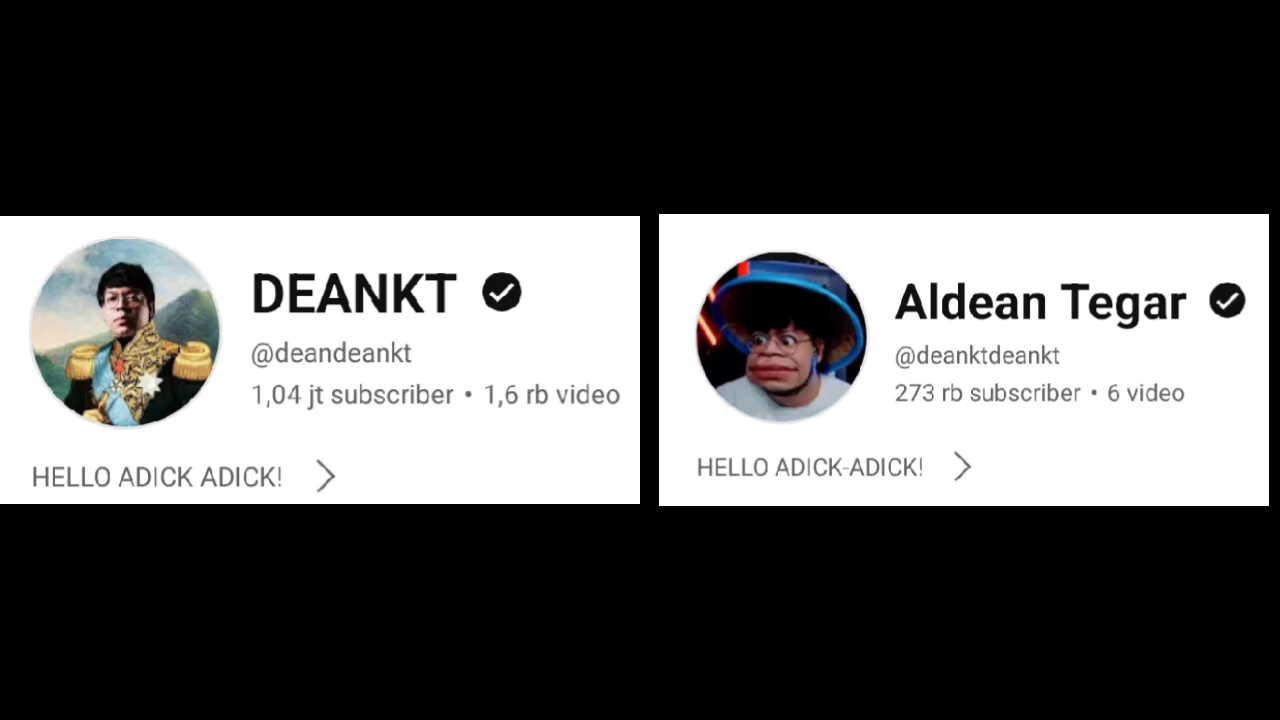 DEANKT
@deandeankt
1,04 jt subscriber • 1,6 rb video
HELLO ADICK ADICK!
Aldean Tegar
@deanktdeankt
273 rb subscriber • 6 video
HELLO ADICK-ADICK!